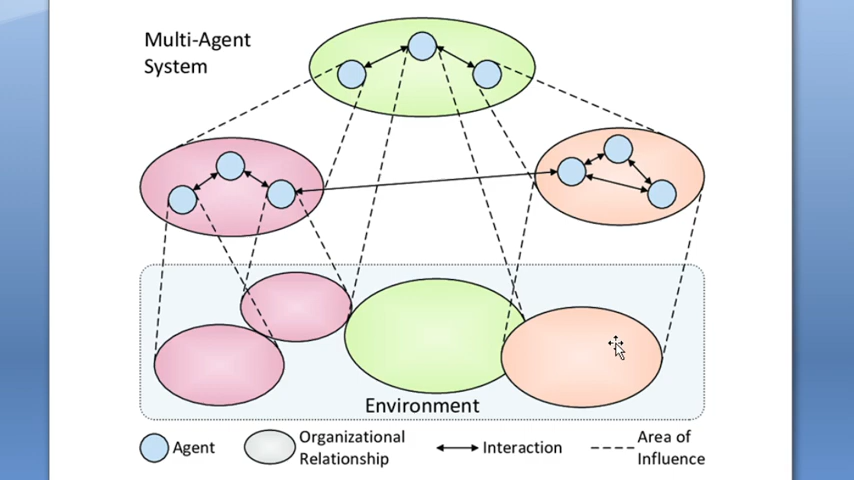 Multi-Agent
System
Environment
Agent
Organizational
Relationship
Interaction
Area of
Influence